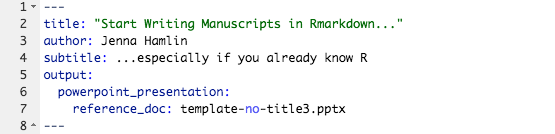 1 ---
2 title: "Start Writing Manuscripts in Rmarkdown..."
3 author: Jenna Hamlin
4 subtitle: ...especially if you already know R
5 output:
6   powerpoint_presentation:
7     reference_doc: template-no-title3.pptx
8 ---